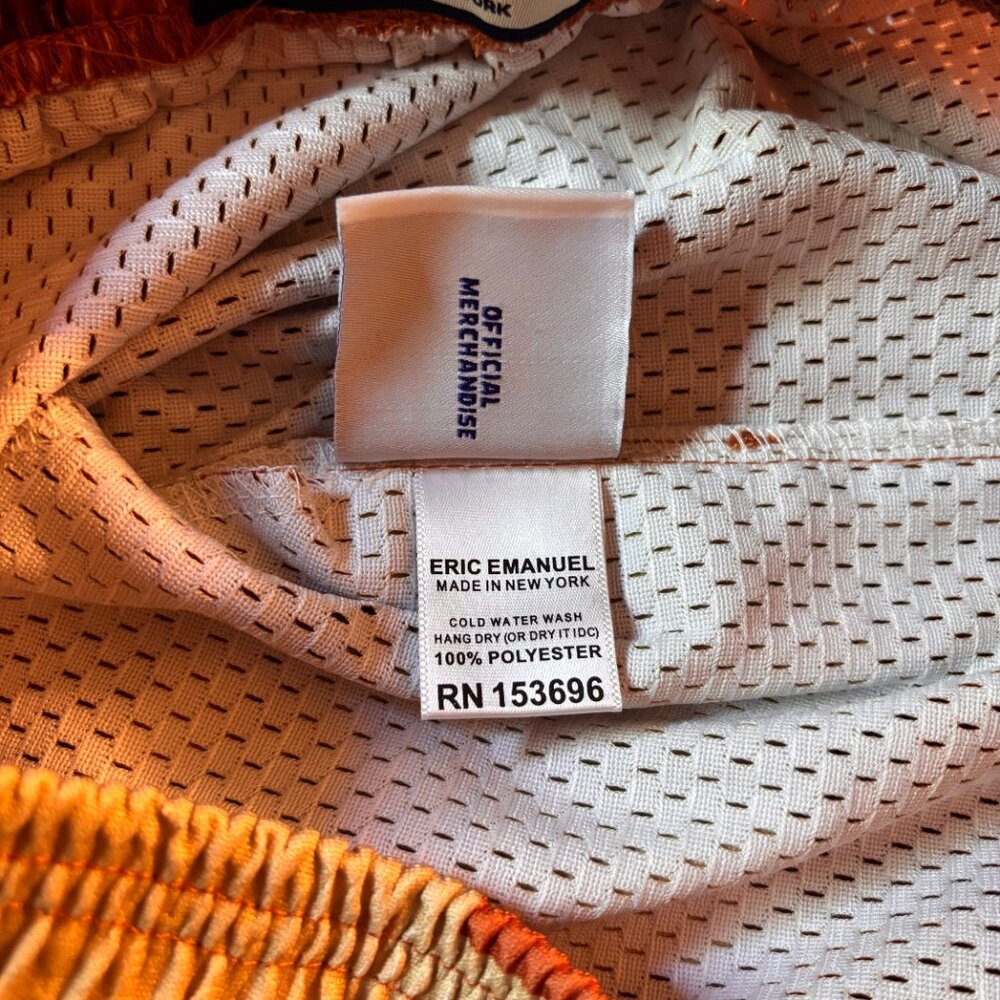 OFFICIAL
MERCHANDISE
ERIC EMANUEL
MADE IN NEW YORK
COLD WATER WASH
HANG DRY (OR DRY IT IDC)
100% POLYESTER
RN 153696